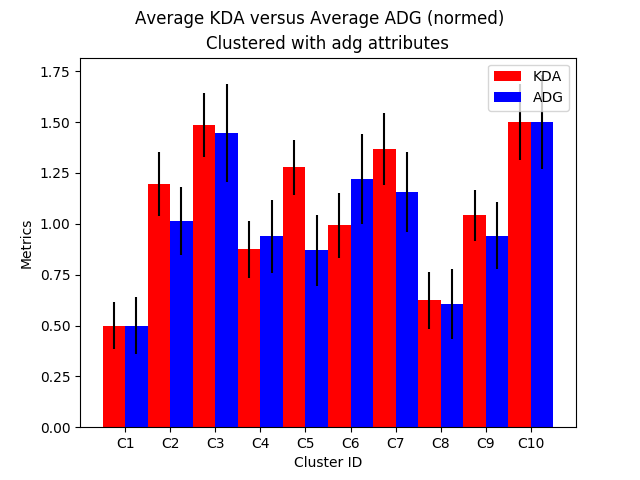 Average KDA versus Average ADG (normed)
Clustered with adg attributes
KDA
ADG
Metrics
1.75
1.50
1.25
1.00
0.75
0.50
0.25
0.00
C1 C2 C3 C4 C5 C6 C7 C8 C9 C10
Cluster ID